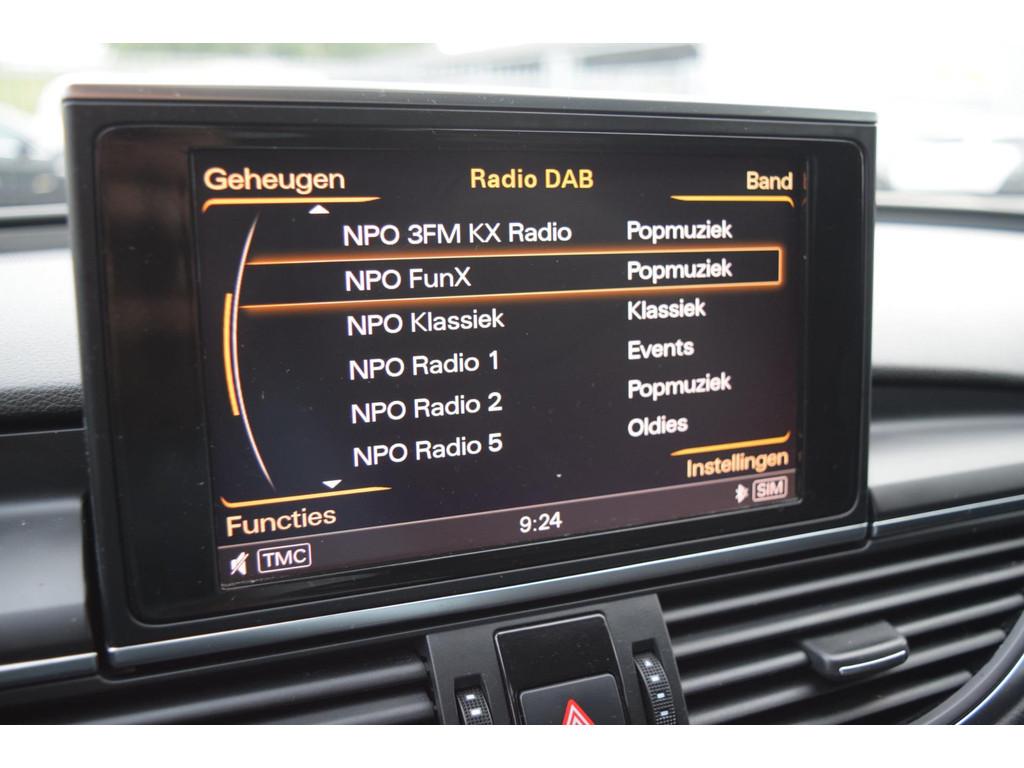 Geheugen Radio DAB Band
NPO 3FM KX Radio Popmuziek
NPO FunX Popmuziek
NPO Klassiek Klassiek
NPO Radio 1 Events
NPO Radio 2 Popmuziek
NPO Radio 5 Oldies
Instellingen
Functies 9:24 SIM
TMC